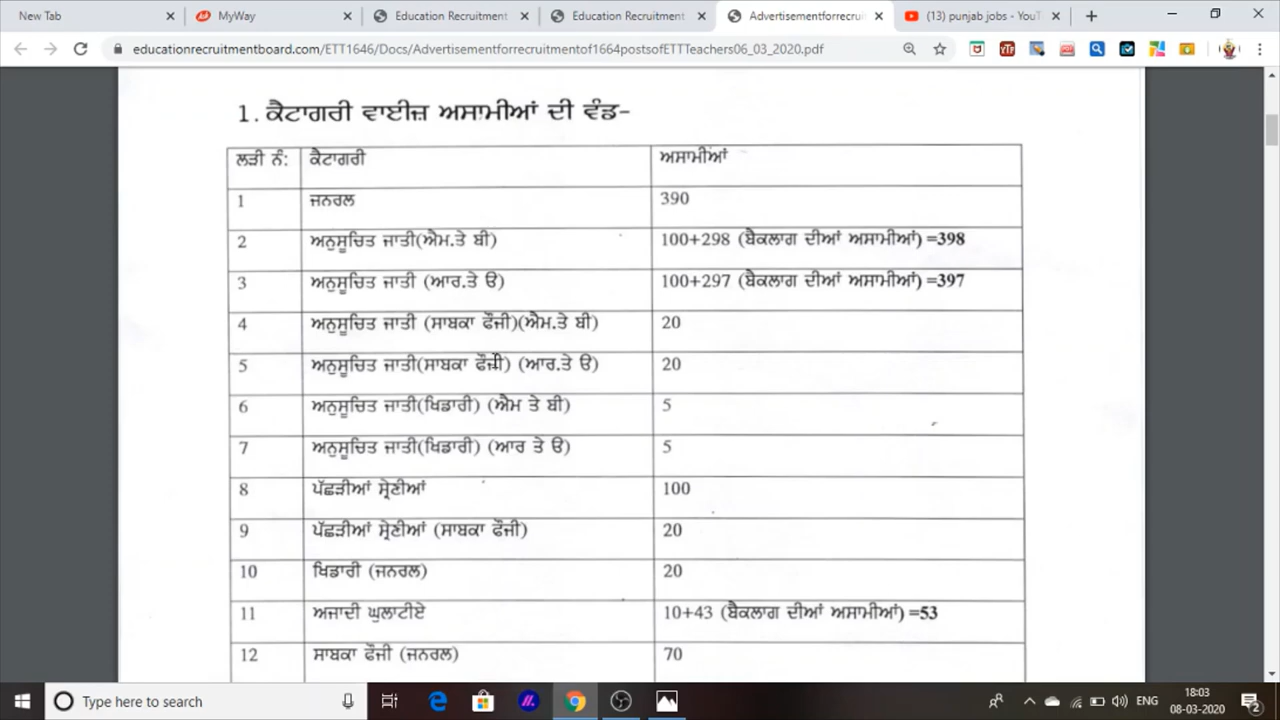 New Tab
MyWay
Education Recruitment
Education Recruitment
Advertisementforrecru
(13) punjab jobs - You
educationrecruitmentboard.com/ETT1646/Docs/Advertisementforrecruitmentof1664postsofETTTeachers06_03_2020.pdf
1. ਕੈਟਾਗਰੀ ਵਾਈਜ਼ ਅਸਾਮੀਆਂ ਦੀ ਵੰਡ-
ਲੜੀ ਨੰ: ਕੈਟਾਗਰੀ ਅਸਾਮੀਆਂ
1 ਜਨਰਲ 390
2 ਅਨੁਸੂਚਿਤ ਜਾਤੀ(ਐਮ.ਤੇ ਬੀ) 100+298 (ਬੈਕਲਾਗ ਦੀਆਂ ਅਸਾਮੀਆਂ) =398
3 ਅਨੁਸੂਚਿਤ ਜਾਤੀ (ਆਰ.ਤੇ ਓ) 100+297 (ਬੈਕਲਾਗ ਦੀਆਂ ਅਸਾਮੀਆਂ) =397
4 ਅਨੁਸੂਚਿਤ ਜਾਤੀ (ਸਾਬਕਾ ਫੌਜੀ)(ਐਮ.ਤੇ ਬੀ) 20
5 ਅਨੁਸੂਚਿਤ ਜਾਤੀ(ਸਾਬਕਾ ਫੌਜੀ) (ਆਰ.ਤੇ ਓ) 20
6 ਅਨੁਸੂਚਿਤ ਜਾਤੀ(ਖਿਡਾਰੀ) (ਐਮ ਤੇ ਬੀ) 5
7 ਅਨੁਸੂਚਿਤ ਜਾਤੀ(ਖਿਡਾਰੀ) (ਆਰ ਤੇ ਓ) 5
8 ਪੱਛੜੀਆਂ ਸ੍ਰੇਣੀਆਂ 100
9 ਪੱਛੜੀਆਂ ਸ੍ਰੇਣੀਆਂ (ਸਾਬਕਾ ਫੌਜੀ) 20
10 ਖਿਡਾਰੀ (ਜਨਰਲ) 20
11 ਅਜਾਦੀ ਘੁਲਾਟੀਏ 10+43 (ਬੈਕਲਾਗ ਦੀਆਂ ਅਸਾਮੀਆਂ) =53
12 ਸਾਬਕਾ ਫੌਜੀ (ਜਨਰਲ) 70
Type here to search
ENG
18:03
08-03-2020
2